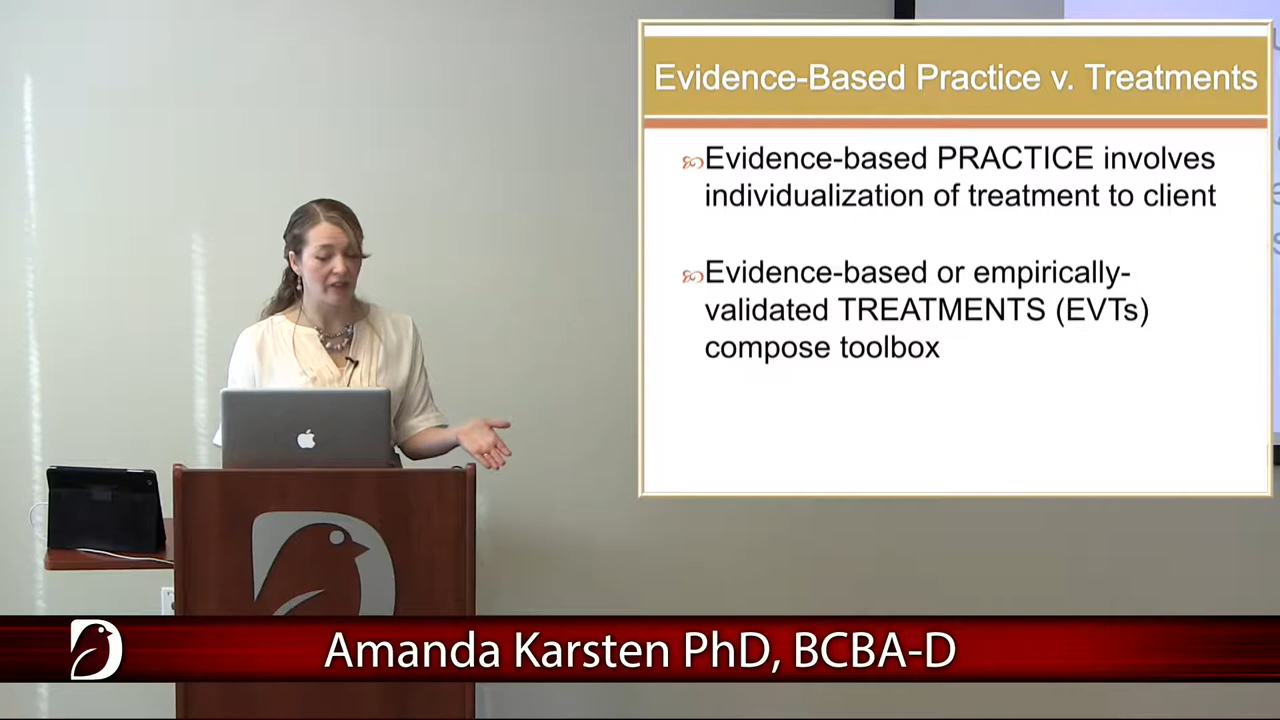 Evidence-Based Practice v. Treatments
Evidence-based PRACTICE involves
individualization of treatment to client
Evidence-based or empirically-
validated TREATMENTS (EVTs)
compose toolbox
Amanda Karsten PhD, BCBA-D